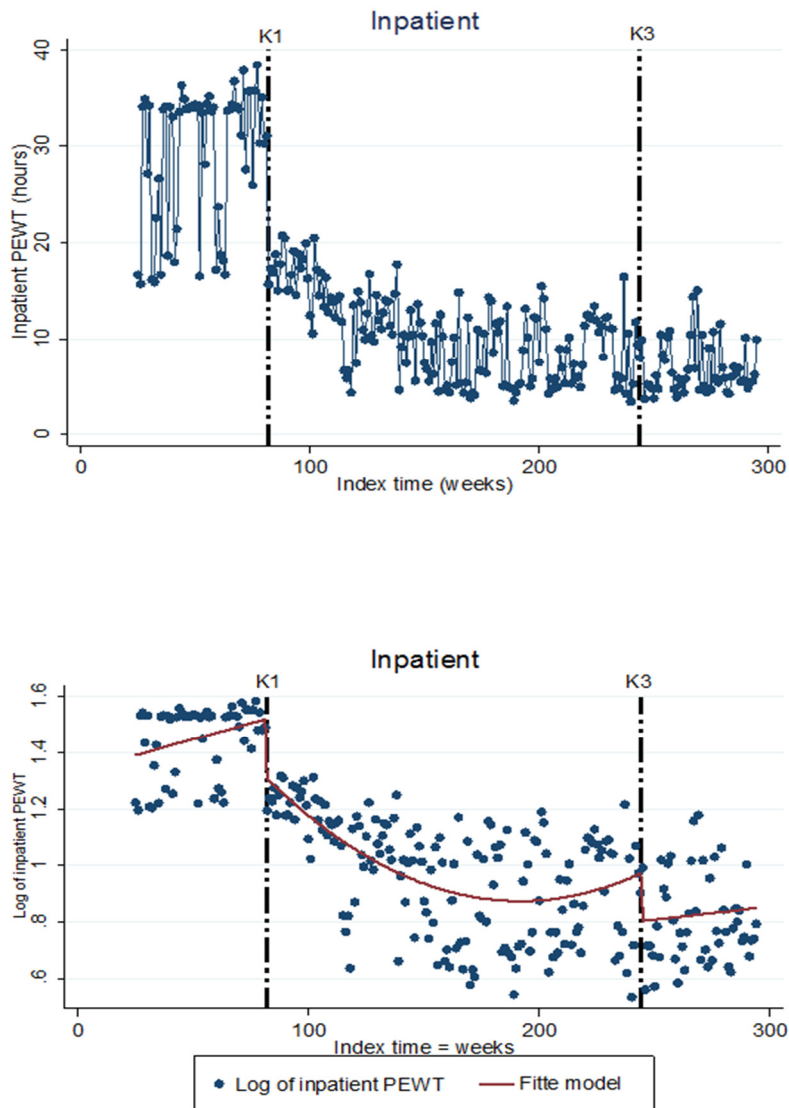 Inpatient
K1
K3
Inpatient PEWT (hours)
40
30
20
10
0
0 100 200 300
Index time (weeks)
Inpatient
K1
K3
Log of inpatient PEWT
1.6
1.4
1.2
1
.8
.6
0 100 200 300
Index time = weeks
Log of inpatient PEWT Fitte model